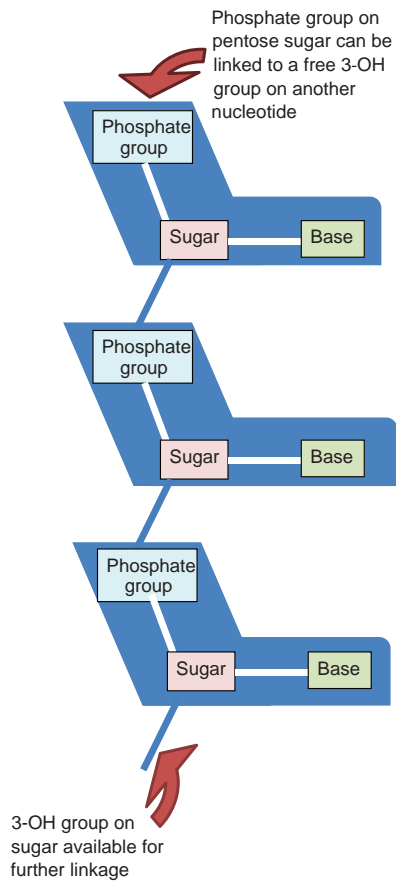 Phosphate group on
pentose sugar can be
linked to a free 3-OH
group on another
nucleotide
Phosphate
group
Sugar
Base
Phosphate
group
Sugar
Base
Phosphate
group
Sugar
Base
3-OH group on
sugar available for
further linkage